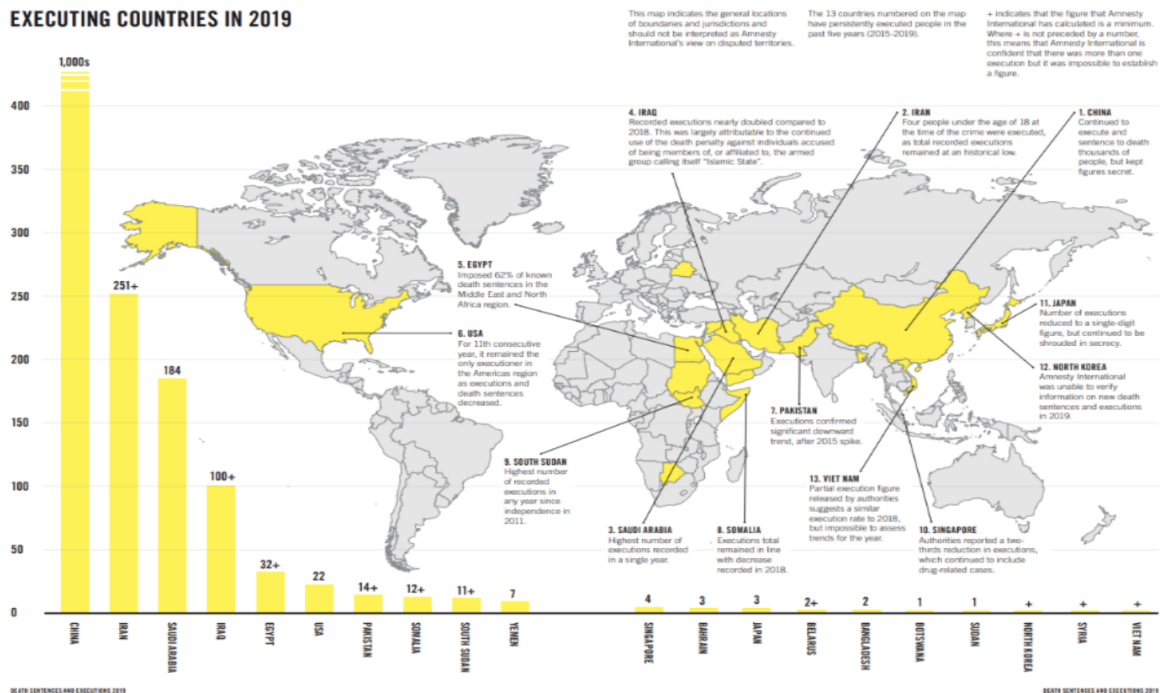 EXECUTING COUNTRIES IN 2019
This map indicates the general locations
of boundaries and jurisdictions and
should not be interpreted as Amnesty
International's view on disputed territories.
The 13 countries numbered on the map
have persistently executed people in the
past five years (2015-2019).
+ indicates that the figure that Amnesty
International has calculated is a minimum.
Where + is not preceded by a number,
this means that Amnesty International is
confident that there was more than one
execution but it was impossible to establish
a figure.
1,000s
400
350
300
250
200
150
100
50
0
251+
184
100+
32+
22
14+
12+
11+
7
4
3
3
2+
2
1
1
+
+
+
4. IRAQ
Recorded executions nearly doubled compared to
2018. This was largely attributable to the continued
use of the death penalty against individuals accused
of being members of, or affiliated to, the armed
group calling itself "Islamic State".
2. IRAN
Four people under the age of 18 at
the time of the crime were executed,
as total recorded executions
remained at an historical low.
1. CHINA
Continued to
execute and
sentence to death
thousands of
people, but kept
figures secret.
5. EGYPT
Imposed 62% of known
death sentences in the
Middle East and North
Africa region.
6. USA
For 11th consecutive
year, it remained the
only executioner in
the Americas region
as executions and
death sentences
decreased.
11. JAPAN
Number of executions
reduced to a single-digit
figure, but continued to be
shrouded in secrecy.
12. NORTH KOREA
Amnesty International
was unable to verify
information on new death
sentences and executions
in 2019.
7. PAKISTAN
Executions confirmed
significant downward
trend, after 2015 spike.
9. SOUTH SUDAN
Highest number
of recorded
executions in
any year since
independence in
2011.
13. VIET NAM
Partial execution figure
released by authorities
suggests a similar
execution rate to 2018,
but impossible to assess
trends for the year.
3. SAUDI ARABIA
Highest number of
executions recorded
in a single year.
8. SOMALIA
Executions total
remained in line
with decrease
recorded in 2018.
10. SINGAPORE
Authorities reported a two-
thirds reduction in executions,
which continued to include
drug-related cases.
CHINA
IRAN
SAUDI ARABIA
IRAQ
EGYPT
USA
PAKISTAN
SOMALIA
SOUTH SUDAN
YEMEN
SINGAPORE
BAHRAIN
JAPAN
BELARUS
BANGLADESH
BOTSWANA
SUDAN
NORTH KOREA
SYRIA
VIET NAM
DEATH SENTENCES AND EXECUTIONS 2019
DEATH SENTENCES AND EXECUTIONS 2019